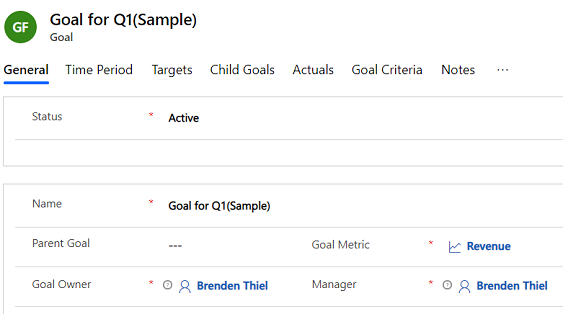 GF
Goal for Q1(Sample)
Goal
General Time Period Targets Child Goals Actuals Goal Criteria Notes ···
Status * Active
Name * Goal for Q1(Sample)
Parent Goal --- Goal Metric * Revenue
Goal Owner * Brenden Thiel Manager * Brenden Thiel